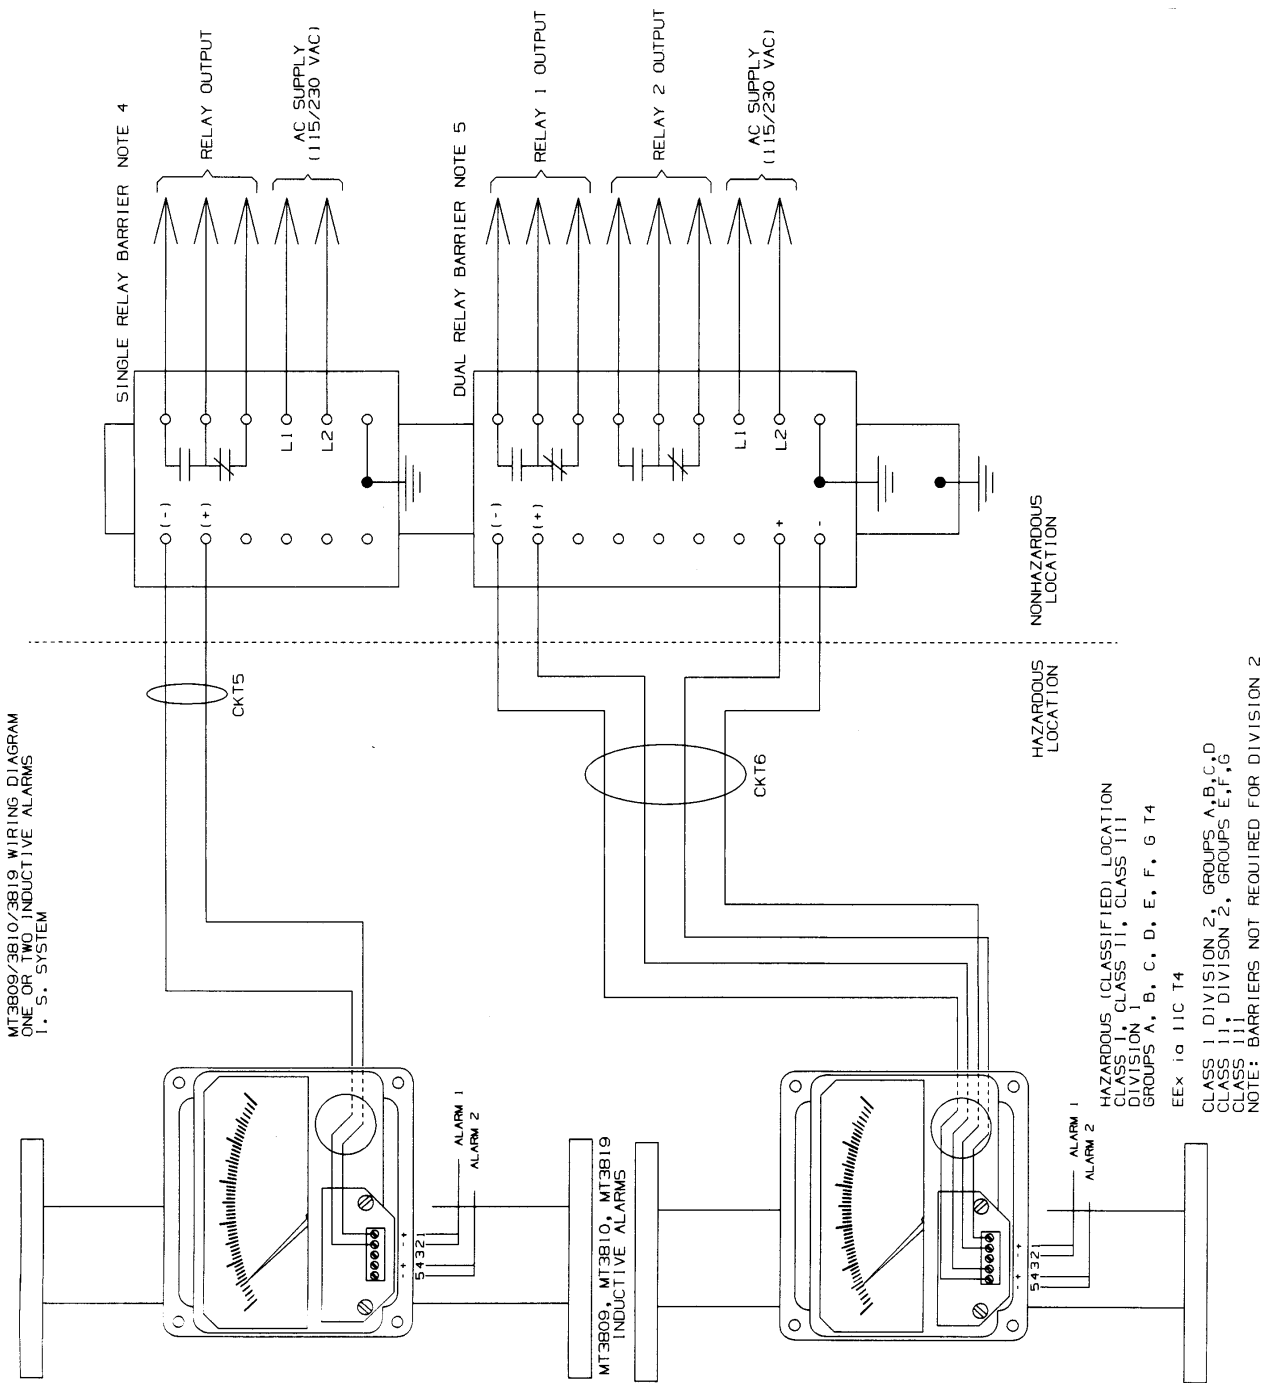 MT3809/3810/3819 WIRING DIAGRAM
ONE OR TWO INDUCTIVE ALARMS
I. S. SYSTEM
SINGLE RELAY BARRIER NOTE 4
RELAY OUTPUT
AC SUPPLY
(115/230 VAC)
(-)
(+)
L1
L2
CKT5
DUAL RELAY BARRIER NOTE 5
RELAY 1 OUTPUT
RELAY 2 OUTPUT
AC SUPPLY
(115/230 VAC)
(-)
(+)
L1
L2
+
-
CKT6
NONHAZARDOUS
LOCATION
HAZARDOUS
LOCATION
- + - +
54321
ALARM 1
ALARM 2
MT3809, MT3810, MT3819
INDUCTIVE ALARMS
- + - +
54321
ALARM 1
ALARM 2
HAZARDOUS (CLASSIFIED) LOCATION
CLASS I, CLASS II, CLASS III
DIVISION 1
GROUPS A, B, C, D, E, F, G T4
EEx ia IIC T4
CLASS I DIVISION 2, GROUPS A,B,C,D
CLASS II, DIVISON 2, GROUPS E,F,G
CLASS III
NOTE: BARRIERS NOT REQUIRED FOR DIVISION 2